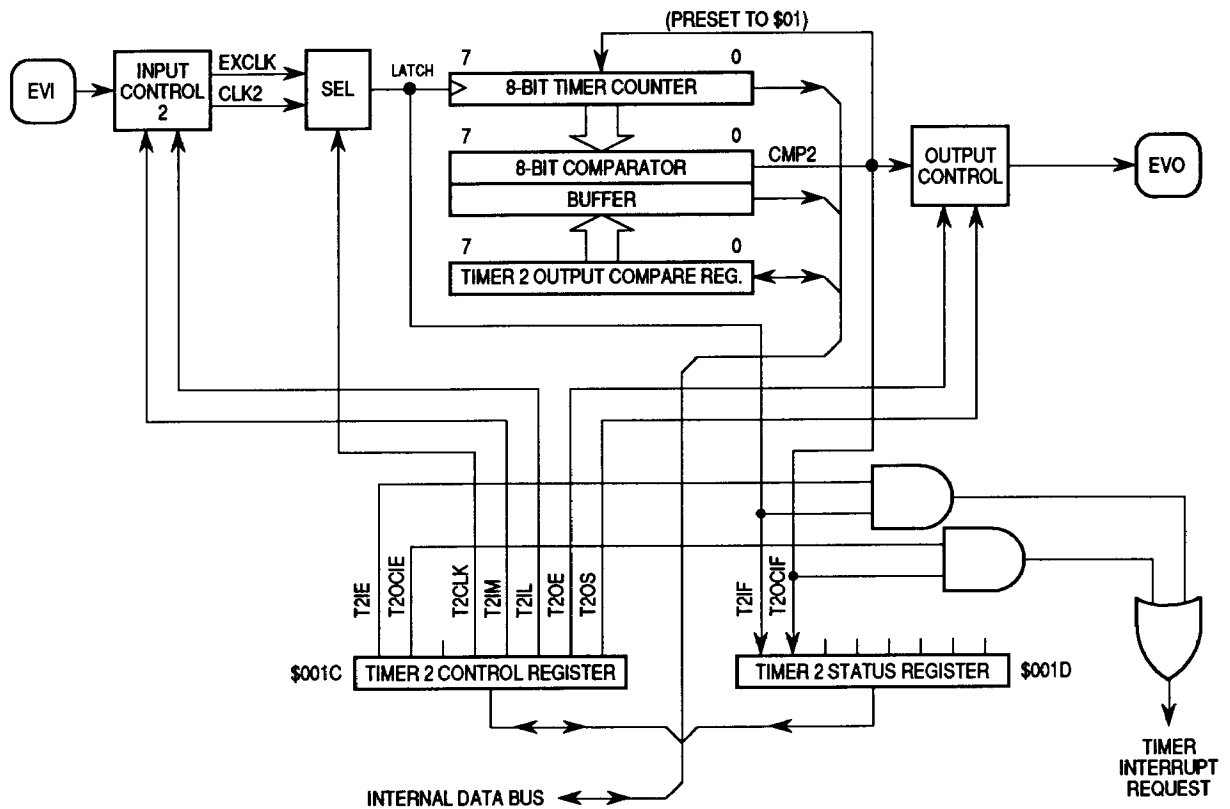 (PRESET TO $01)
EVI
INPUT
CONTROL
2
EXCLK
CLK2
SEL
LATCH
7
0
8-BIT TIMER COUNTER
7
0
8-BIT COMPARATOR
BUFFER
CMP2
OUTPUT
CONTROL
EVO
7
0
TIMER 2 OUTPUT COMPARE REG.
T2IE
T2OCIE
T2CLK
T2IM
T2IL
T2OE
T2OS
T2IF
T2OCIF
$001C
TIMER 2 CONTROL REGISTER
TIMER 2 STATUS REGISTER
$001D
TIMER
INTERRUPT
REQUEST
INTERNAL DATA BUS